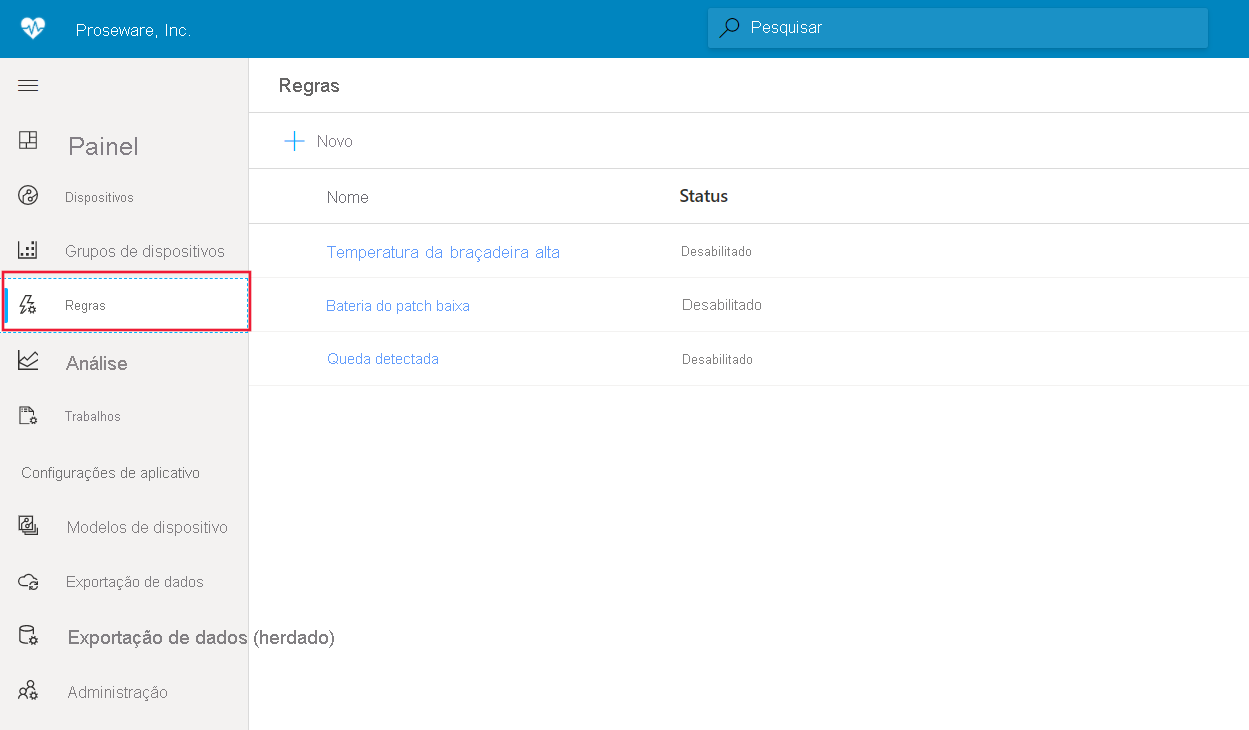 Proseware, Inc.
Pesquisar
Regras
Painel
Novo
Dispositivos
Nome
Status
Grupos de dispositivos
Temperatura da braçadeira alta
Desabilitado
Regras
Bateria do patch baixa
Desabilitado
Análise
Queda detectada
Desabilitado
Trabalhos
Configurações de aplicativo
Modelos de dispositivo
Exportação de dados
Exportação de dados (herdado)
Administração